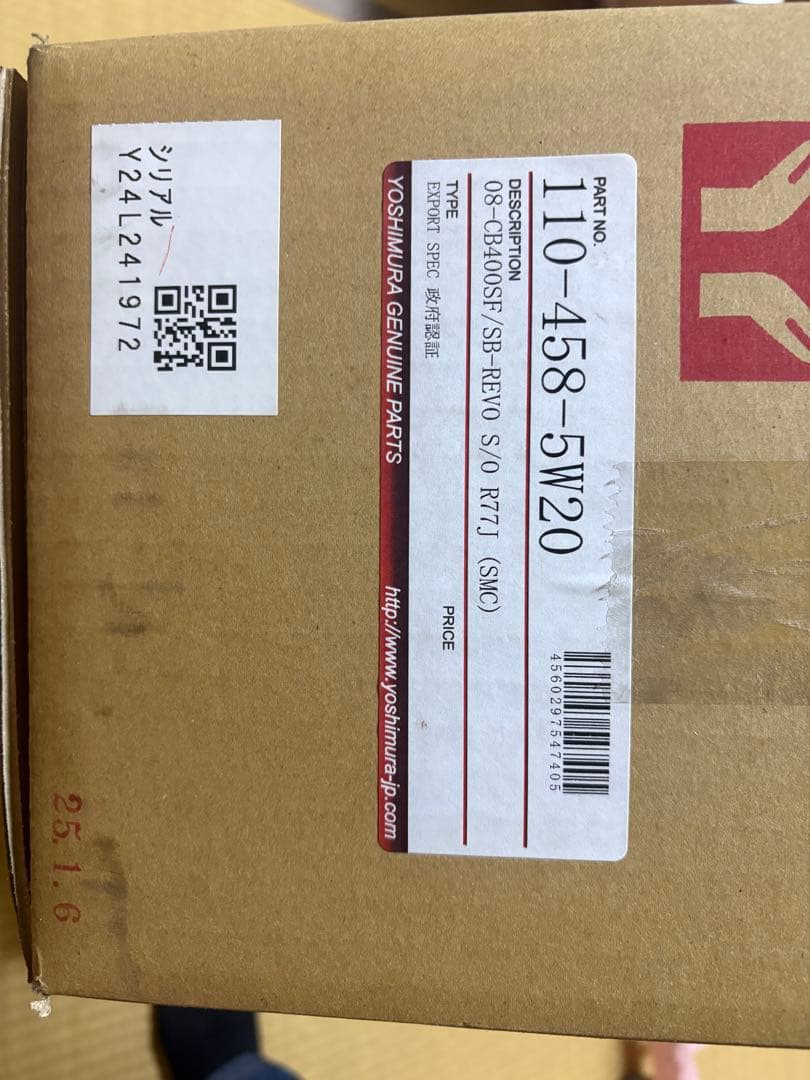 PART NO.
110-458-5W20
4560297547405
DESCRIPTION
08-CB400SF/SB-REVO S/O R77J (SMC)
TYPE
EXPORT SPEC 政府認証
PRICE
YOSHIMURA GENUINE PARTS
http://www.yoshimura-jp.com
シリアル
Y24L241972
25.1.6